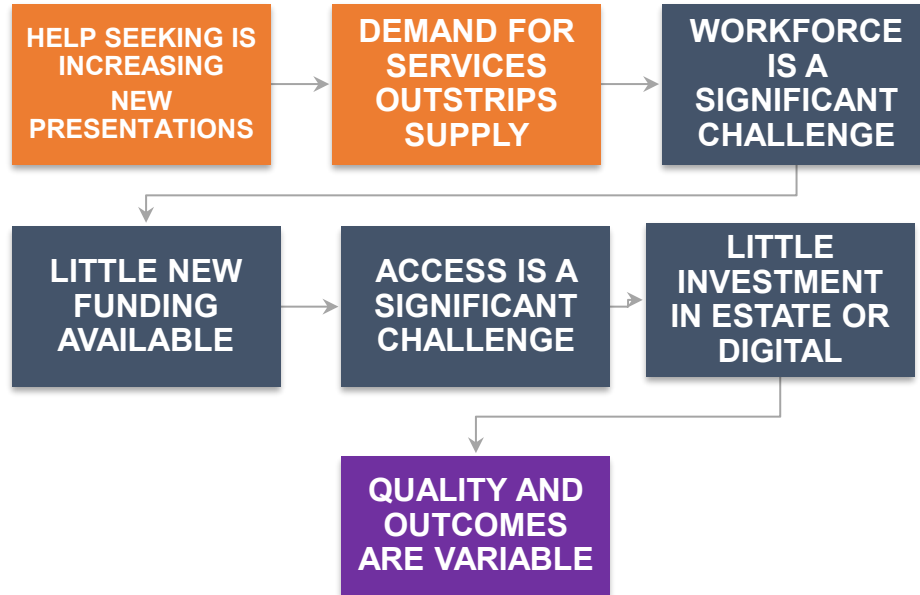 HELP SEEKING IS
INCREASING
NEW
PRESENTATIONS
DEMAND FOR
SERVICES
OUTSTRIPS
SUPPLY
WORKFORCE
IS A
SIGNIFICANT
CHALLENGE
LITTLE NEW
FUNDING
AVAILABLE
ACCESS IS A
SIGNIFICANT
CHALLENGE
LITTLE
INVESTMENT
IN ESTATE OR
DIGITAL
QUALITY AND
OUTCOMES
ARE VARIABLE